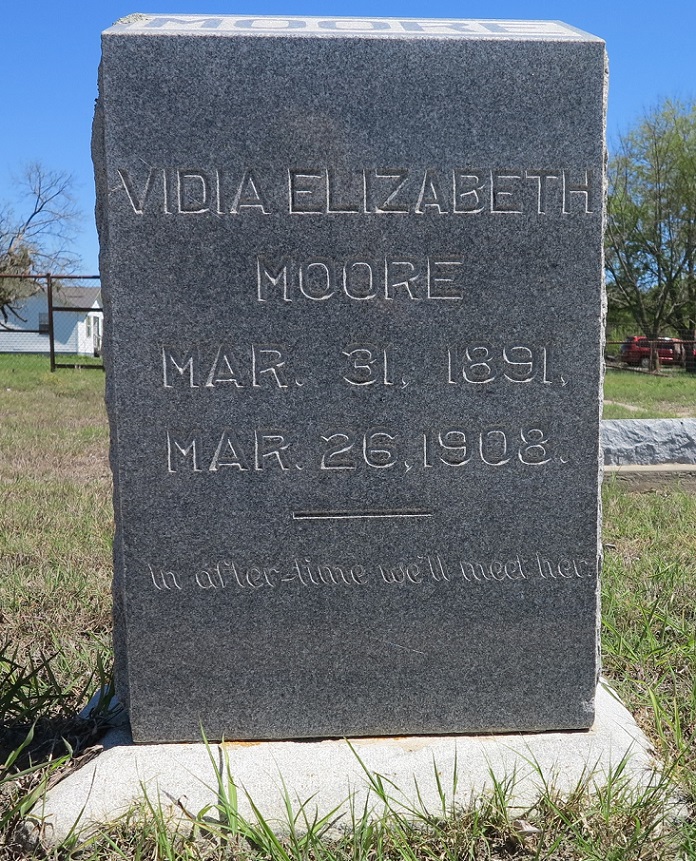 MOORE
VIDIA ELIZABETH
MOORE
MAR. 31, 1891,
MAR. 26, 1908.
In after-time we'll meet her